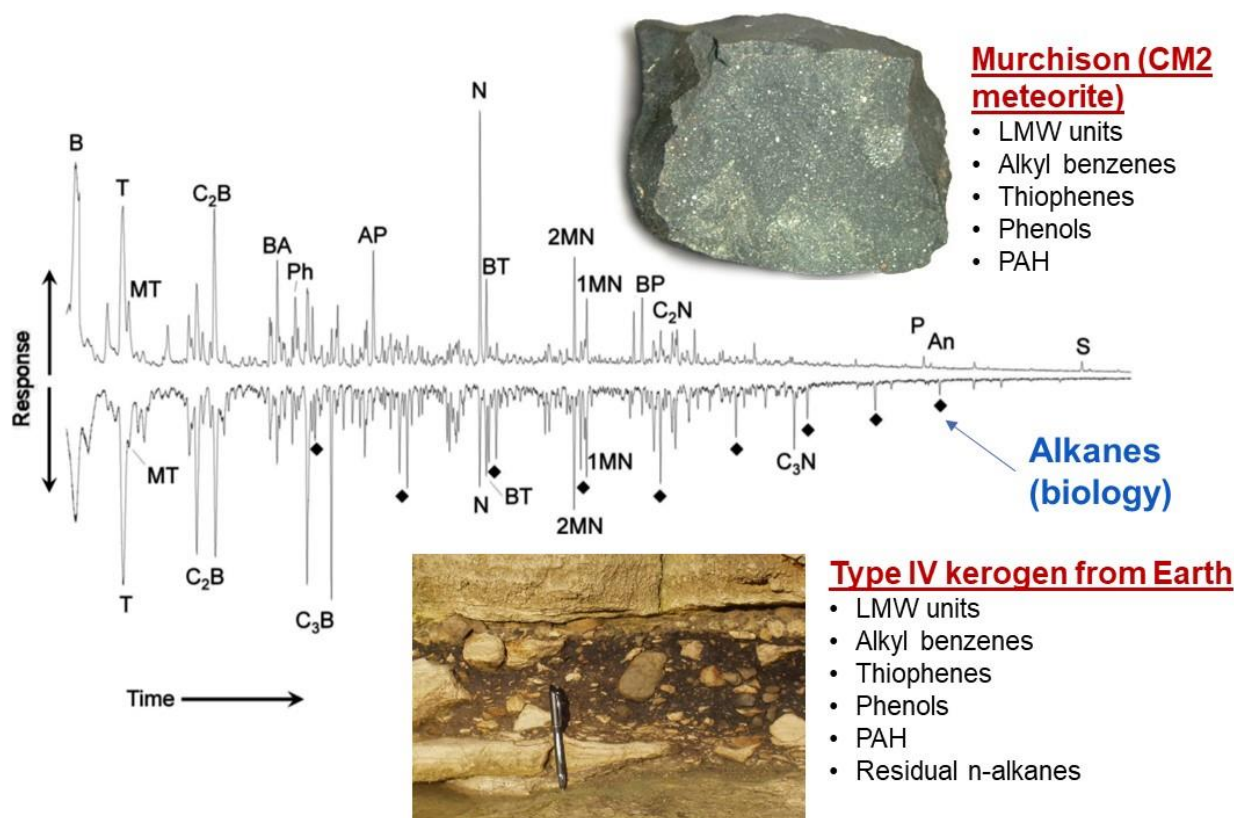 Murchison (CM2
meteorite)
• LMW units
• Alkyl benzenes
• Thiophenes
• Phenols
• PAH
B
T
MT
C₂B
BA
Ph
AP
N
BT
2MN
1MN
BP
C₂N
P
An
S
Response
MT
T
C₂B
C₃B
N
BT
2MN
1MN
C₃N
Alkanes
(biology)
Time
Type IV kerogen from Earth
• LMW units
• Alkyl benzenes
• Thiophenes
• Phenols
• PAH
• Residual n-alkanes